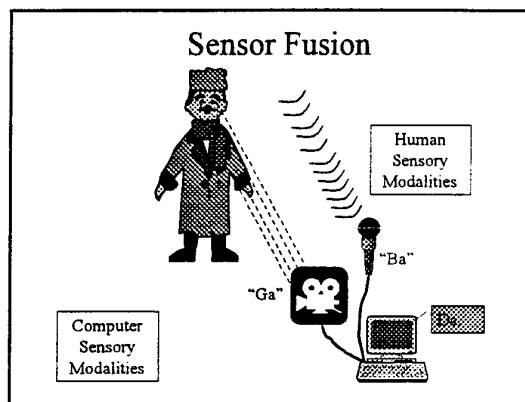 Sensor Fusion
Human
Sensory
Modalities
“Ba”
“Ga”
Da
Computer
Sensory
Modalities